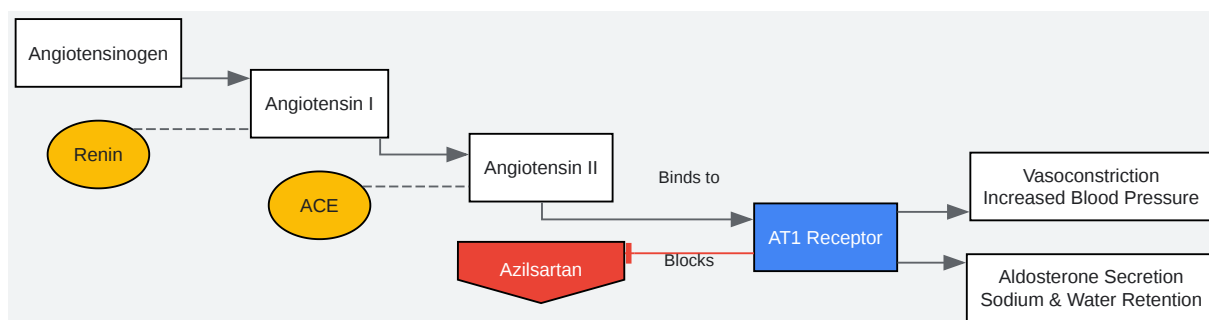 Angiotensinogen
Angiotensin I
Renin
Angiotensin II
ACE
Binds to
AT1 Receptor
Vasoconstriction
Increased Blood Pressure
Azilsartan
Blocks
Aldosterone Secretion
Sodium & Water Retention